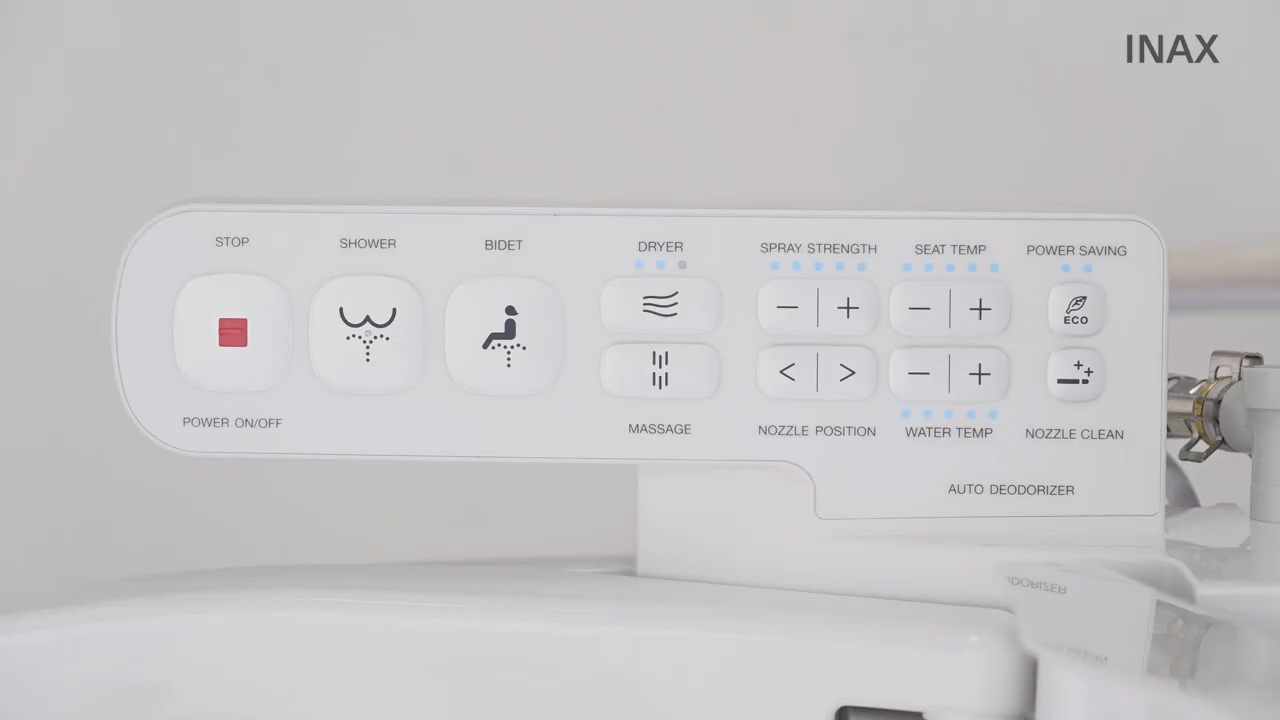 INAX
STOP
SHOWER
BIDET
DRYER
SPRAY STRENGTH
SEAT TEMP
POWER SAVING
ECO
POWER ON/OFF
MASSAGE
NOZZLE POSITION
WATER TEMP
NOZZLE CLEAN
AUTO DEODORIZER